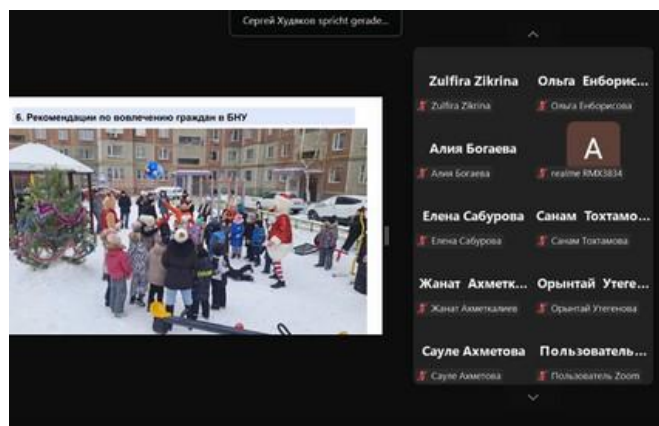 Сергей Худяков spricht gerade...
6. Рекомендации по вовлечению граждан в БНУ
Zulfira Zikrina
Zulfira Zikrina
Ольга Енборис...
Ольга Енборисова
Алия Богаева
Алия Богаева
A
realme RMX3834
Елена Сабурова
Елена Сабурова
Санам Тохтамо...
Санам Тохтамова
Жанат Ахметк...
Жанат Ахметкалиев
Орынтай Утеге...
Орынтай Утегенова
Сауле Ахметова
Сауле Ахметова
Пользователь...
Пользователь Zoom